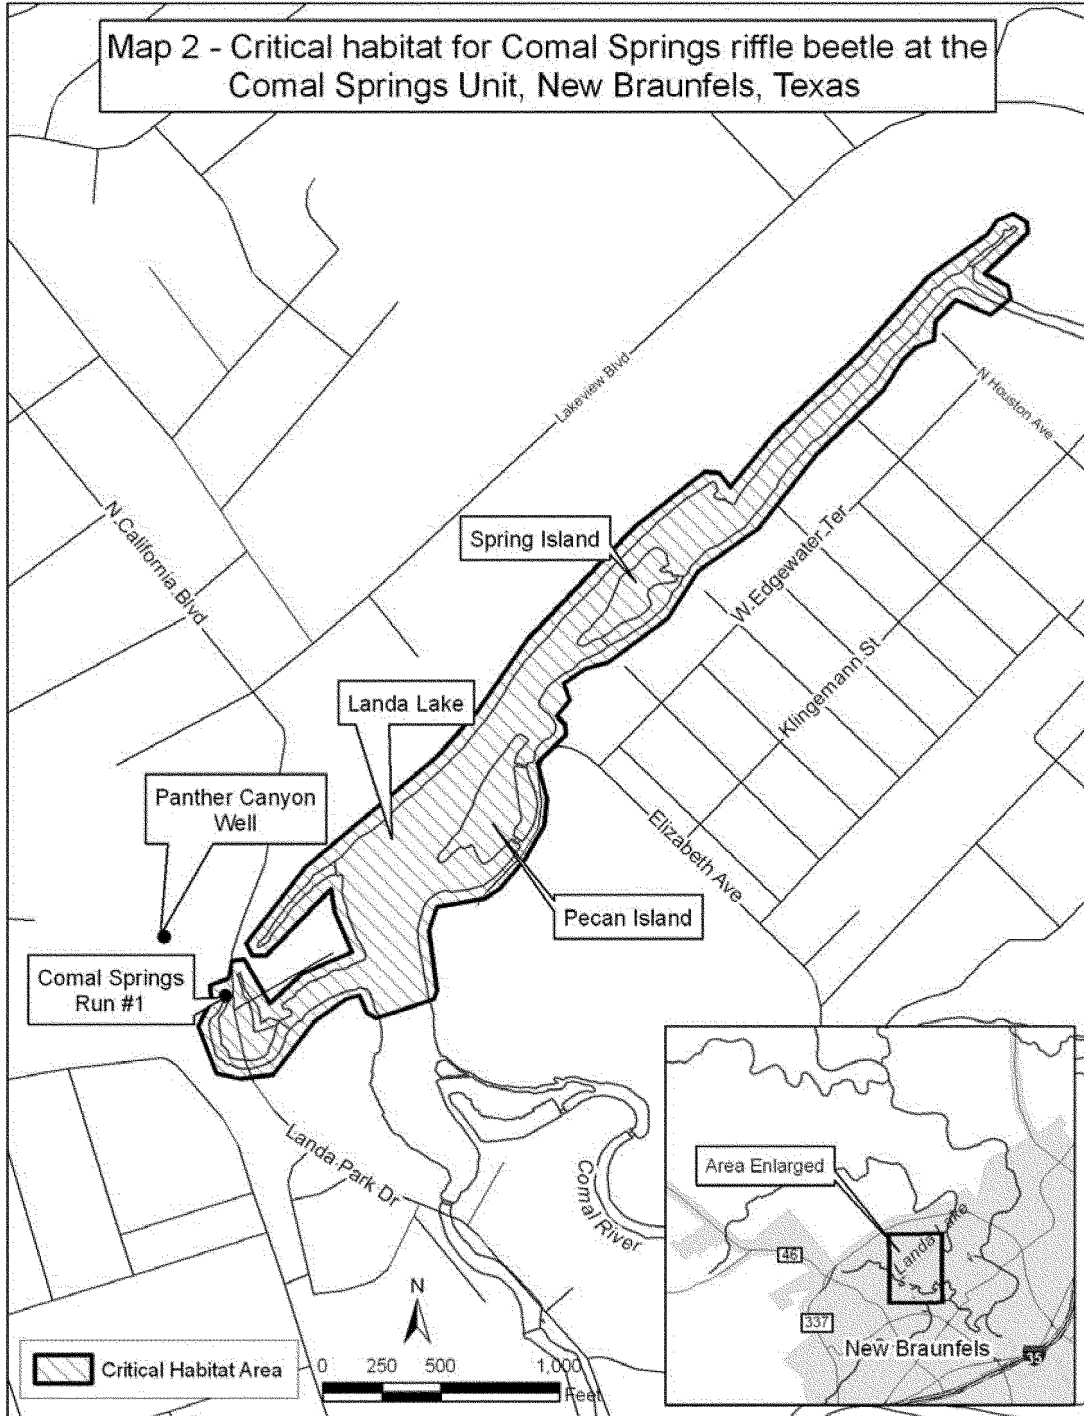 Map 2 - Critical habitat for Comal Springs riffle beetle at the
Comal Springs Unit, New Braunfels, Texas
Lakeview Blvd
N Houston Ave
N California Blvd
Spring Island
W Edgewater Ter
Klingemann St
Landa Lake
Panther Canyon
Well
Elizabeth Ave
Pecan Island
Comal Springs
Run #1
Landa Park Dr
Comal River
Area Enlarged
Landa Lake
46
337
New Braunfels
35
N
Critical Habitat Area
0 250 500 1,000
Feet